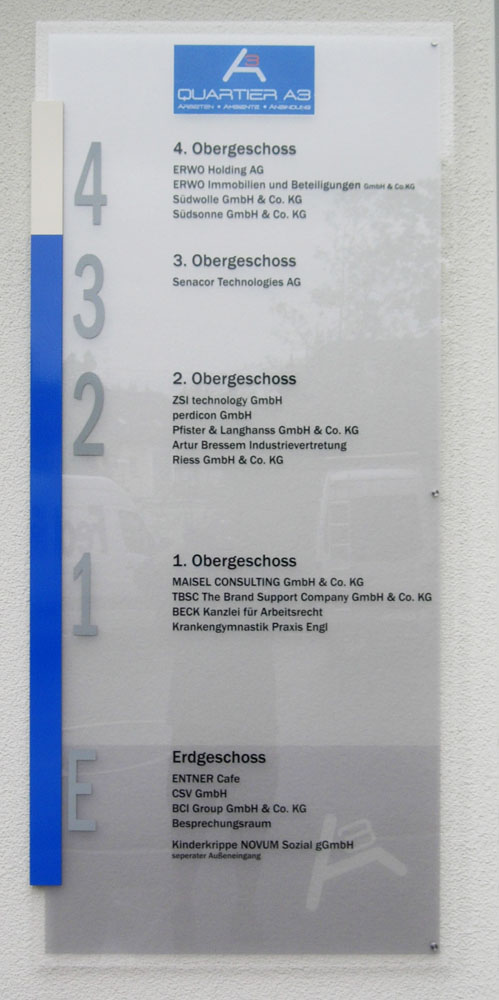 A3
QUARTIER A3
ARBEITEN • AMBIENTE • ANBINDUNG
4
4. Obergeschoss
ERWO Holding AG
ERWO Immobilien und Beteiligungen GmbH & Co.KG
Südwolle GmbH & Co. KG
Südsonne GmbH & Co. KG
3
3. Obergeschoss
Senacor Technologies AG
2
2. Obergeschoss
ZSI technology GmbH
perdicon GmbH
Pfister & Langhanss GmbH & Co. KG
Artur Bressem Industrievertretung
Riess GmbH & Co. KG
1
1. Obergeschoss
MAISEL CONSULTING GmbH & Co. KG
TBSC The Brand Support Company GmbH & Co. KG
BECK Kanzlei für Arbeitsrecht
Krankengymnastik Praxis Engl
E
Erdgeschoss
ENTNER Cafe
CSV GmbH
BCI Group GmbH & Co. KG
Besprechungsraum
Kinderkrippe NOVUM Sozial gGmbH
seperater Außeneingang
A3